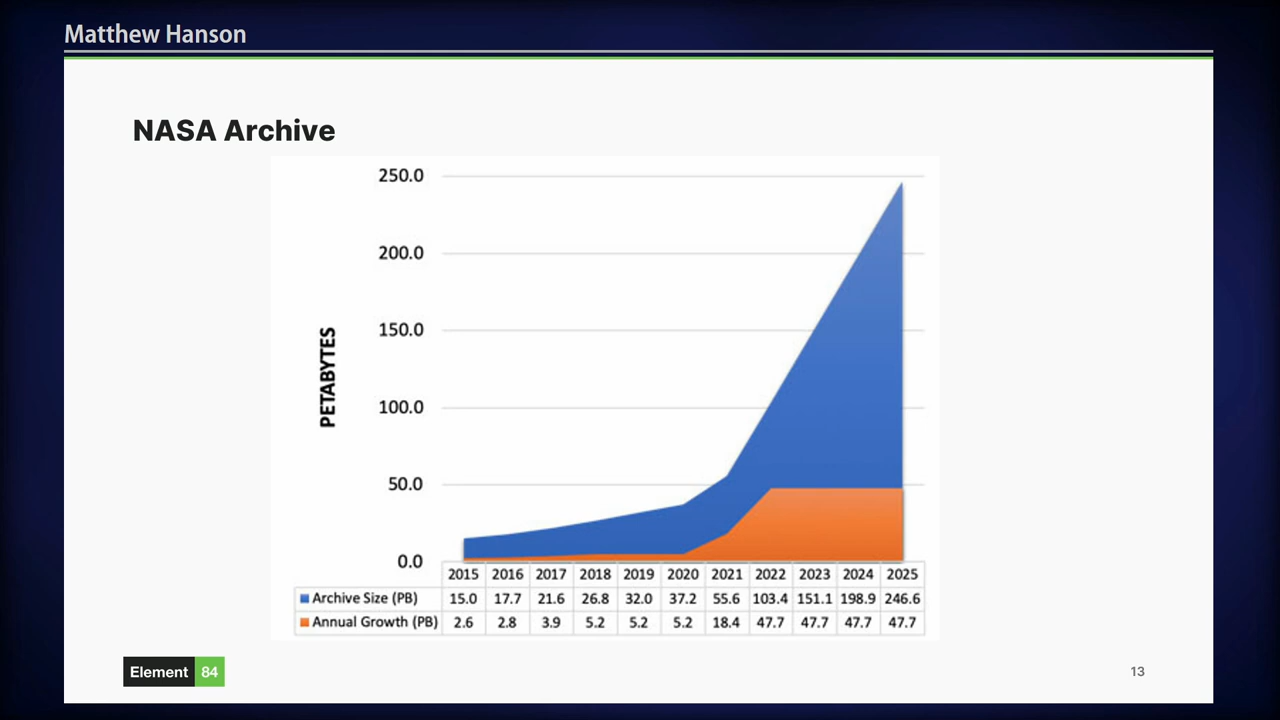 Matthew Hanson
NASA Archive
250.0
200.0
150.0
100.0
50.0
0.0
PETABYTES
2015 2016 2017 2018 2019 2020 2021 2022 2023 2024 2025
Archive Size (PB) 15.0 17.7 21.6 26.8 32.0 37.2 55.6 103.4 151.1 198.9 246.6
Annual Growth (PB) 2.6 2.8 3.9 5.2 5.2 5.2 18.4 47.7 47.7 47.7 47.7
Element 84
13